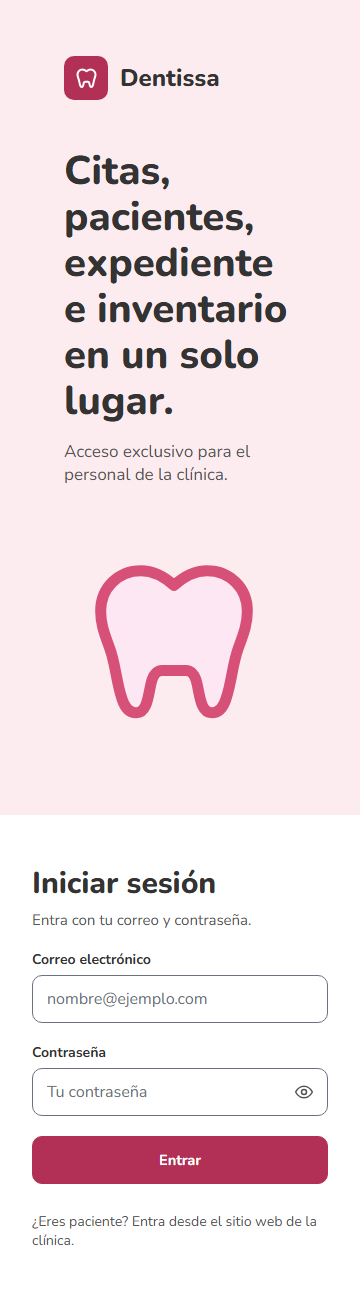 Dentissa
Citas,
pacientes,
expediente
e inventario
en un solo
lugar.
Acceso exclusivo para el
personal de la clínica.
Iniciar sesión
Entra con tu correo y contraseña.
Correo electrónico
nombre@ejemplo.com
Contraseña
Tu contraseña
Entrar
¿Eres paciente? Entra desde el sitio web de la
clínica.